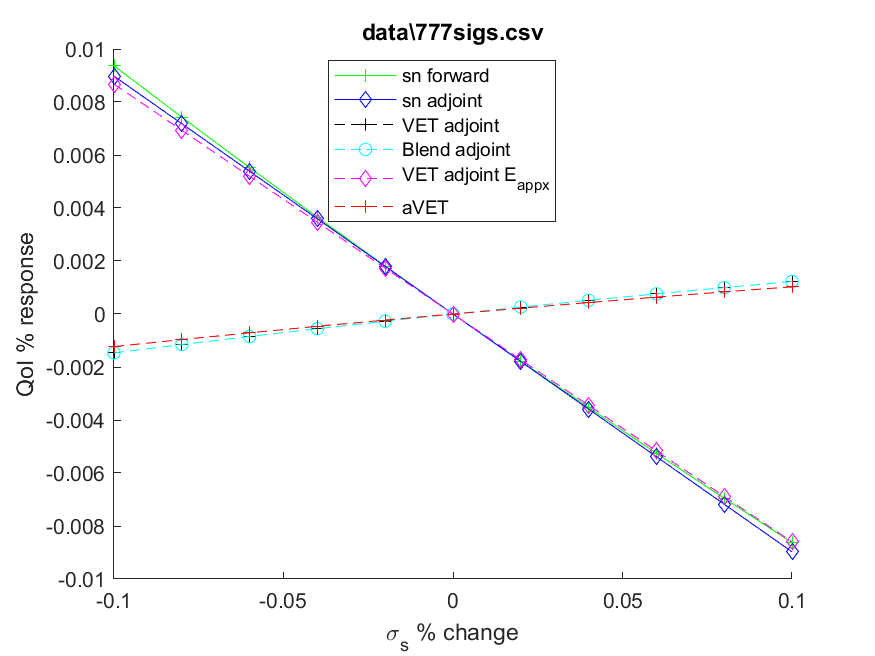 data\777sigs.csv
sn forward
sn adjoint
VET adjoint
Blend adjoint
VET adjoint E_appx
aVET
QoI % response
0.01
0.008
0.006
0.004
0.002
0
-0.002
-0.004
-0.006
-0.008
-0.01
-0.1
-0.05
0
0.05
0.1
σ_s % change